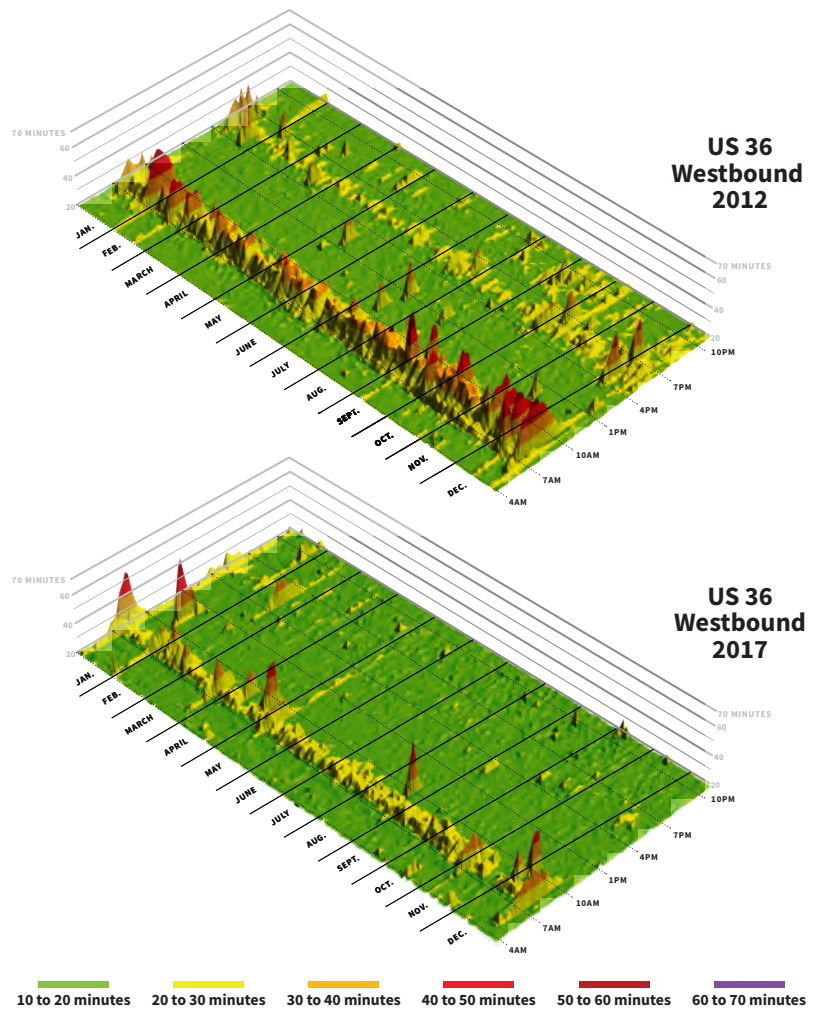 70 MINUTES
60
40
20
US 36
Westbound
2012
JAN.
FEB.
MARCH
APRIL
MAY
JUNE
JULY
AUG.
SEPT.
OCT.
NOV.
DEC.
70 MINUTES
60
40
20
10PM
7PM
4PM
1PM
10AM
7AM
4AM
70 MINUTES
60
40
20
US 36
Westbound
2017
JAN.
FEB.
MARCH
APRIL
MAY
JUNE
JULY
AUG.
SEPT.
OCT.
NOV.
DEC.
70 MINUTES
60
40
20
10PM
7PM
4PM
1PM
10AM
7AM
4AM
10 to 20 minutes 20 to 30 minutes 30 to 40 minutes 40 to 50 minutes 50 to 60 minutes 60 to 70 minutes